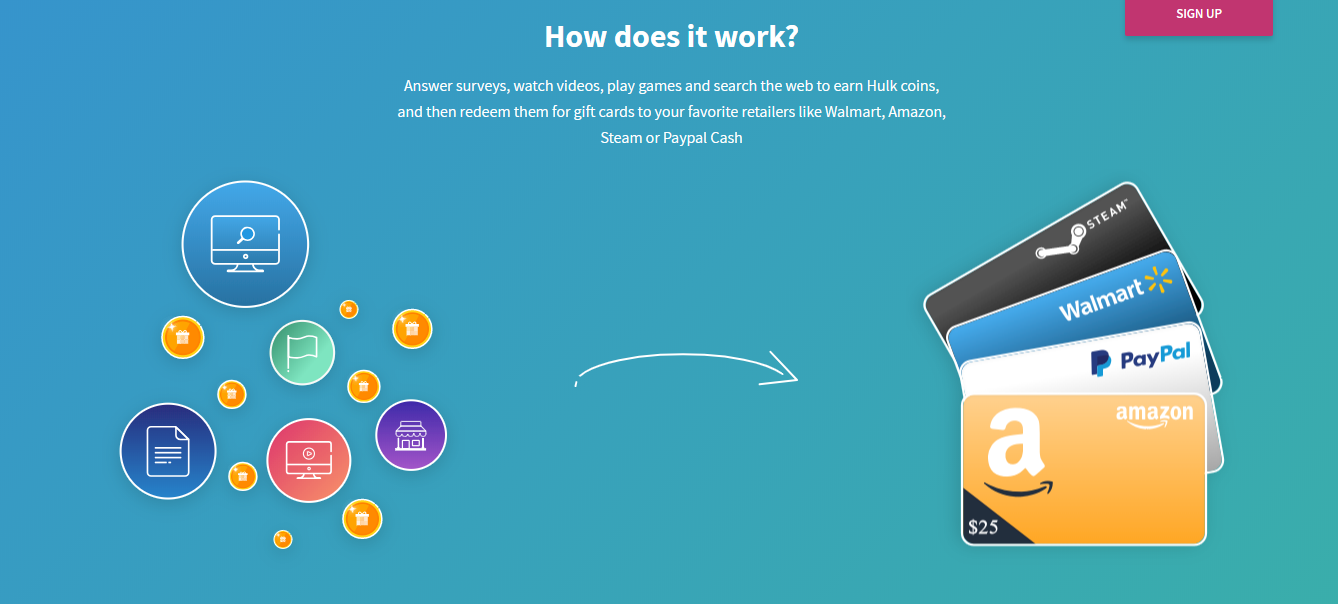 SIGN UP
How does it work?
Answer surveys, watch videos, play games and search the web to earn Hulk coins,
and then redeem them for gift cards to your favorite retailers like Walmart, Amazon,
Steam or Paypal Cash
STEAM™
Walmart
PayPal
a
amazon
$25